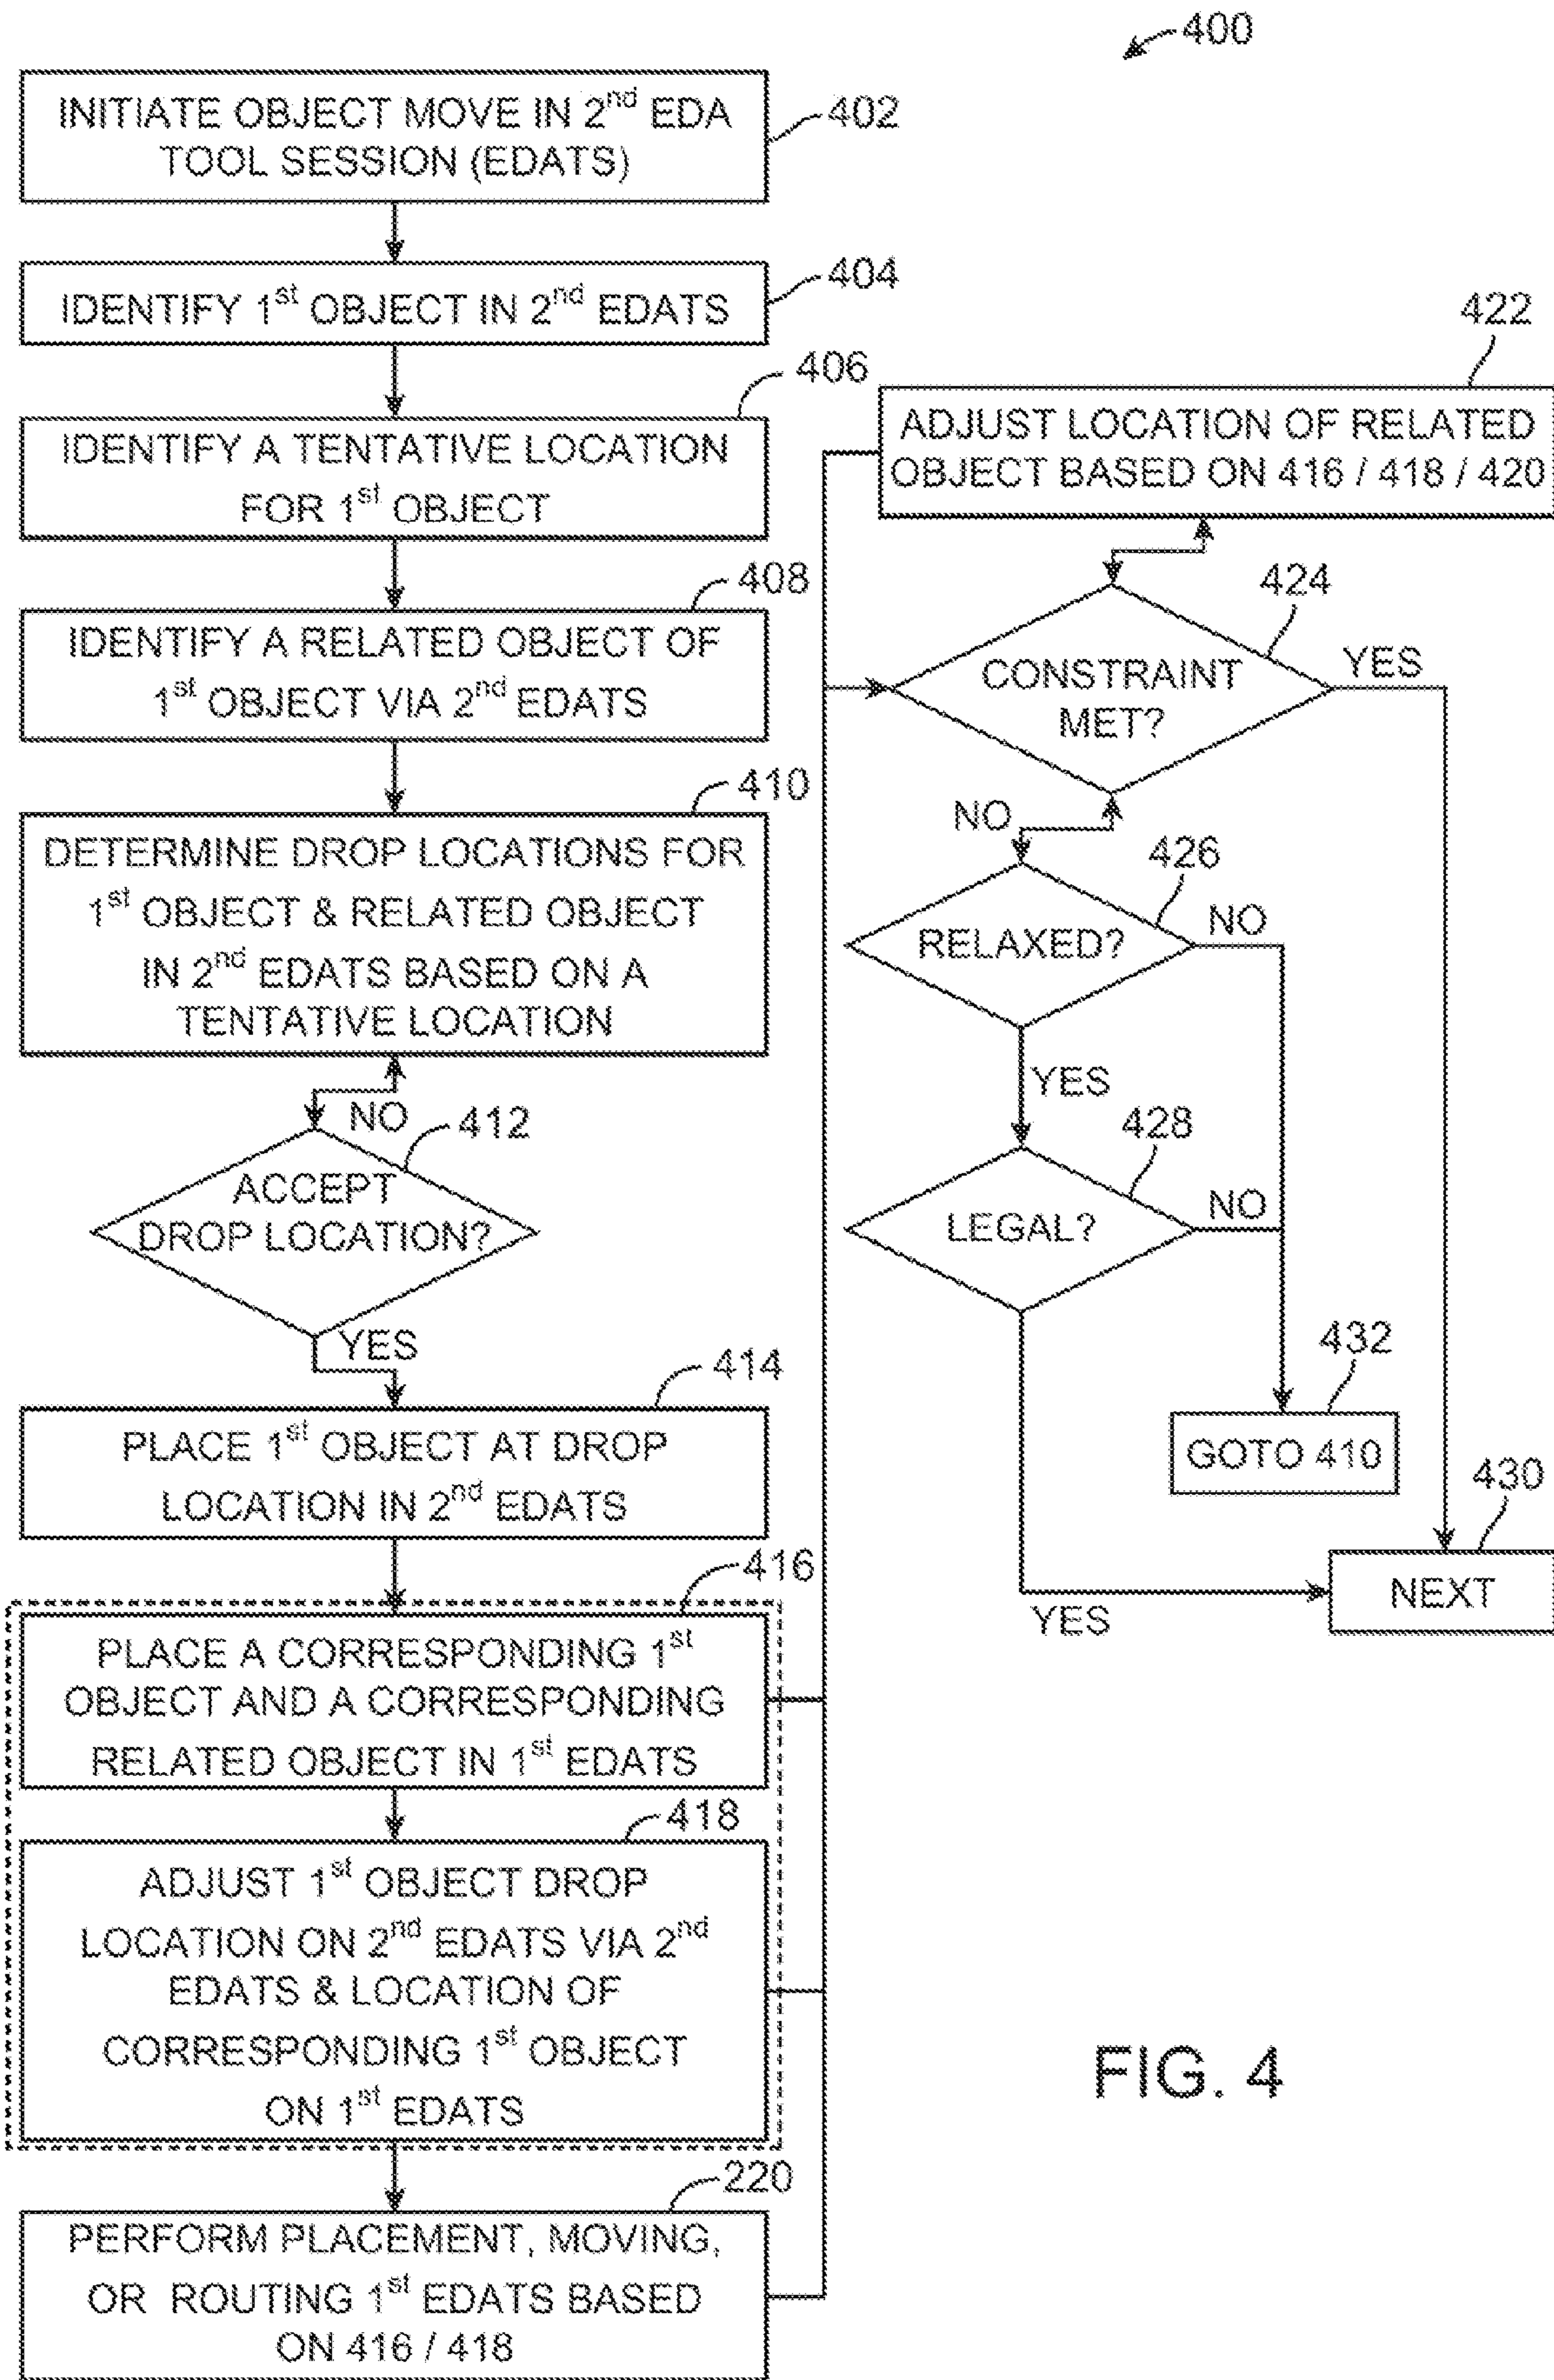 400
INITIATE OBJECT MOVE IN 2nd EDA
TOOL SESSION (EDATS)
402
IDENTIFY 1st OBJECT IN 2nd EDATS
404
IDENTIFY A TENTATIVE LOCATION
FOR 1st OBJECT
406
IDENTIFY A RELATED OBJECT OF
1st OBJECT VIA 2nd EDATS
408
DETERMINE DROP LOCATIONS FOR
1st OBJECT & RELATED OBJECT
IN 2nd EDATS BASED ON A
TENTATIVE LOCATION
410
NO
ACCEPT
DROP LOCATION?
412
YES
PLACE 1st OBJECT AT DROP
LOCATION IN 2nd EDATS
414
PLACE A CORRESPONDING 1st
OBJECT AND A CORRESPONDING
RELATED OBJECT IN 1st EDATS
416
ADJUST 1st OBJECT DROP
LOCATION ON 2nd EDATS VIA 2nd
EDATS & LOCATION OF
CORRESPONDING 1st OBJECT
ON 1st EDATS
418
PERFORM PLACEMENT, MOVING,
OR ROUTING 1st EDATS BASED
ON 416 / 418
220
ADJUST LOCATION OF RELATED
OBJECT BASED ON 416 / 418 / 420
422
CONSTRAINT
MET?
424
YES
NO
RELAXED?
426
NO
YES
LEGAL?
428
NO
YES
GOTO 410
432
NEXT
430
FIG. 4